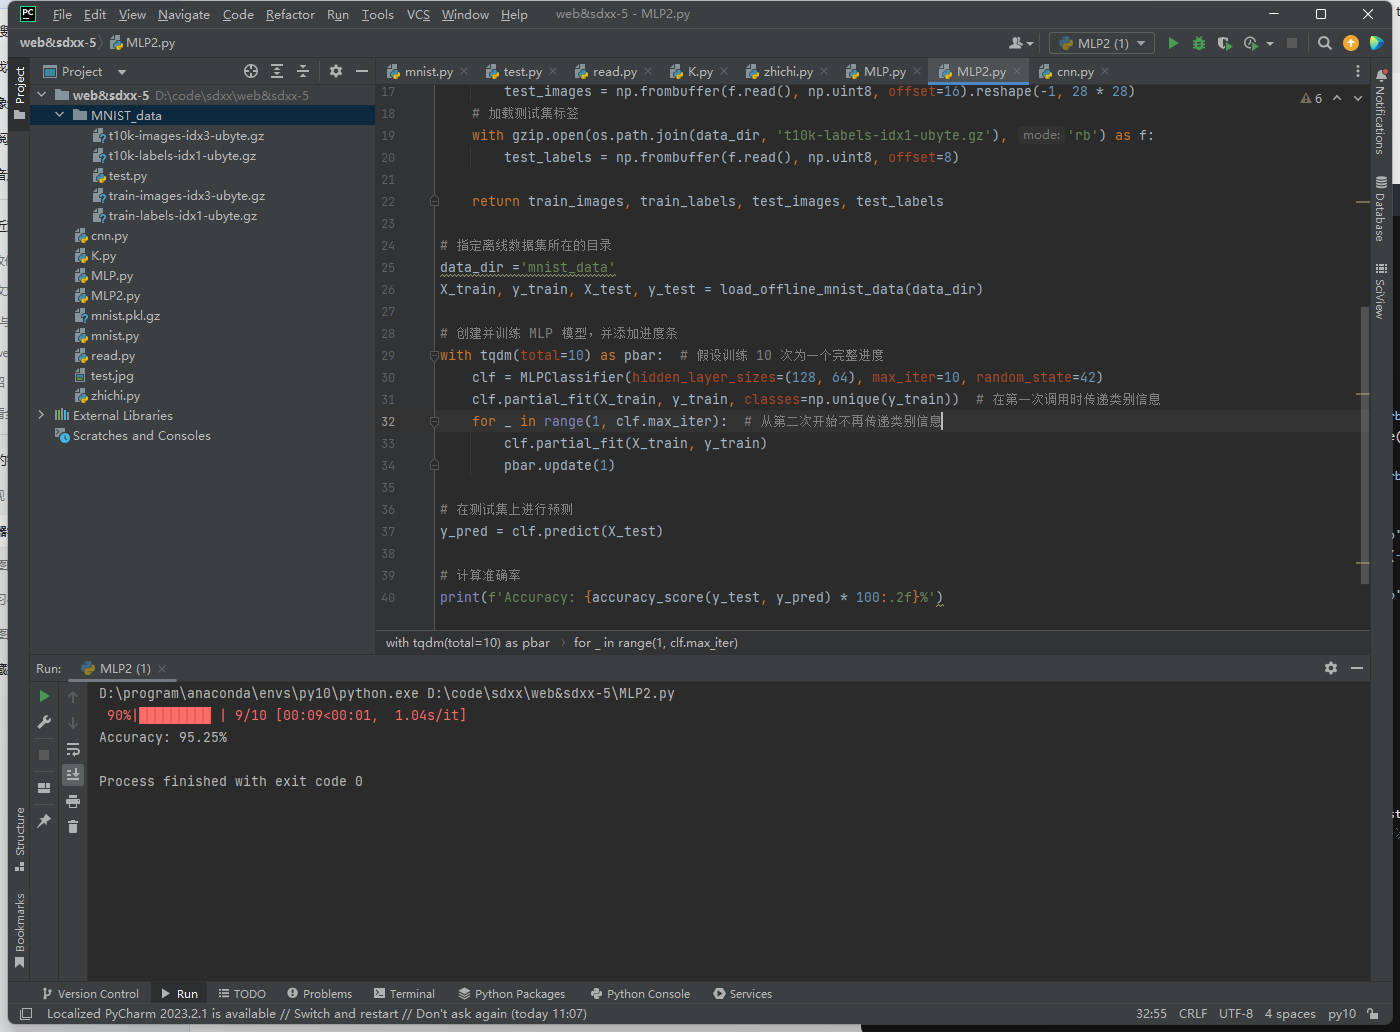 File Edit View Navigate Code Refactor Run Tools VCS Window Help web&sdxx-5 - MLP2.py
web&sdxx-5 MLP2.py MLP2 (1)
Project
mnist.py test.py read.py K.py zhichi.py MLP.py MLP2.py cnn.py
Project
Structure
Bookmarks
web&sdxx-5 D:\code\sdxx\web&sdxx-5
MNIST_data
t10k-images-idx3-ubyte.gz
t10k-labels-idx1-ubyte.gz
test.py
train-images-idx3-ubyte.gz
train-labels-idx1-ubyte.gz
cnn.py
K.py
MLP.py
MLP2.py
mnist.pkl.gz
mnist.py
read.py
test.jpg
zhichi.py
External Libraries
Scratches and Consoles
6
17 test_images = np.frombuffer(f.read(), np.uint8, offset=16).reshape(-1, 28 * 28)
18 # 加载测试集标签
19 with gzip.open(os.path.join(data_dir, 't10k-labels-idx1-ubyte.gz'), mode: 'rb') as f:
20 test_labels = np.frombuffer(f.read(), np.uint8, offset=8)
21
22 return train_images, train_labels, test_images, test_labels
23
24 # 指定离线数据集所在的目录
25 data_dir ='mnist_data'
26 X_train, y_train, X_test, y_test = load_offline_mnist_data(data_dir)
27
28 # 创建并训练 MLP 模型，并添加进度条
29 with tqdm(total=10) as pbar: # 假设训练 10 次为一个完整进度
30 clf = MLPClassifier(hidden_layer_sizes=(128, 64), max_iter=10, random_state=42)
31 clf.partial_fit(X_train, y_train, classes=np.unique(y_train)) # 在第一次调用时传递类别信息
32 for _ in range(1, clf.max_iter): # 从第二次开始不再传递类别信息
33 clf.partial_fit(X_train, y_train)
34 pbar.update(1)
35
36 # 在测试集上进行预测
37 y_pred = clf.predict(X_test)
38
39 # 计算准确率
40 print(f'Accuracy: {accuracy_score(y_test, y_pred) * 100:.2f}%')
with tqdm(total=10) as pbar for _ in range(1, clf.max_iter)
Notifications
Database
SciView
Run: MLP2 (1)
D:\program\anaconda\envs\py10\python.exe D:\code\sdxx\web&sdxx-5\MLP2.py
90%|█████████ | 9/10 [00:09<00:01, 1.04s/it]
Accuracy: 95.25%
Process finished with exit code 0
Version Control Run TODO Problems Terminal Python Packages Python Console Services
Localized PyCharm 2023.2.1 is available // Switch and restart // Don't ask again (today 11:07) 32:55 CRLF UTF-8 4 spaces py10